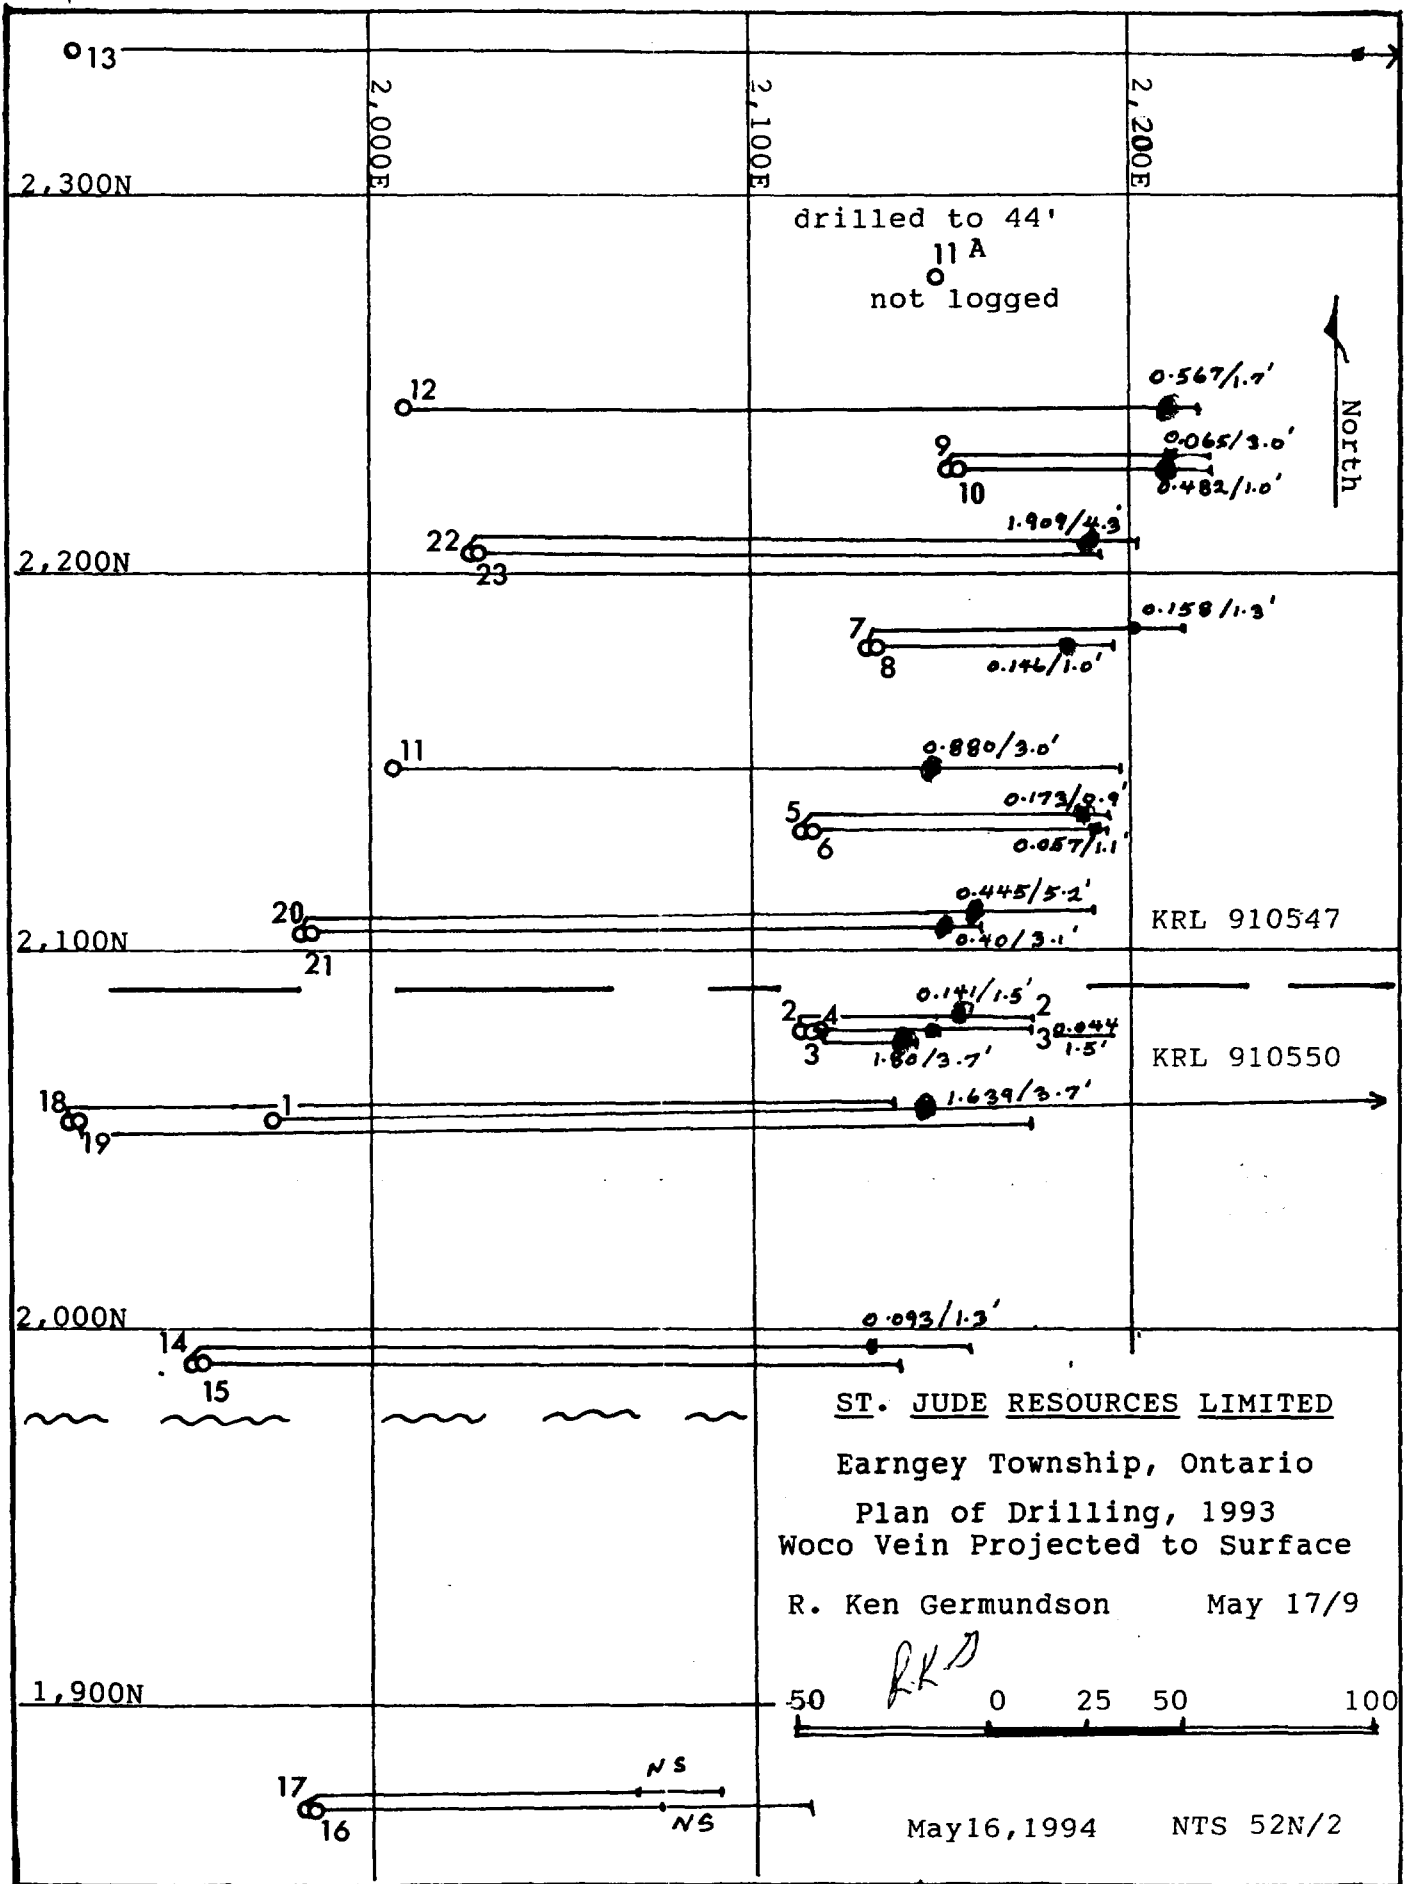 13
2,000E
2,100E
2,200E
2,300N
drilled to 44'
11 A
not logged
North
12
0.567/1.7'
9
0.065/3.0'
10
0.482/1.0'
1.909/4.3'
22
23
2,200N
0.158/1.3'
7
8
0.146/1.0'
11
0.880/3.0'
0.173/0.9'
5
6
0.057/1.1'
0.445/5.2'
20
KRL 910547
2,100N
0.40/3.1'
21
0.141/1.5'
2
4
2
3
3
0.044
1.5'
1.80/3.7'
KRL 910550
18
1
1.639/3.7'
19
2,000N
0.093/1.3'
14
15
ST. JUDE RESOURCES LIMITED
Earngey Township, Ontario
Plan of Drilling, 1993
Woco Vein Projected to Surface
R. Ken Germundson May 17/9
R.K.G
1,900N
50 0 25 50 100
NS
17
16
NS
May16,1994 NTS 52N/2